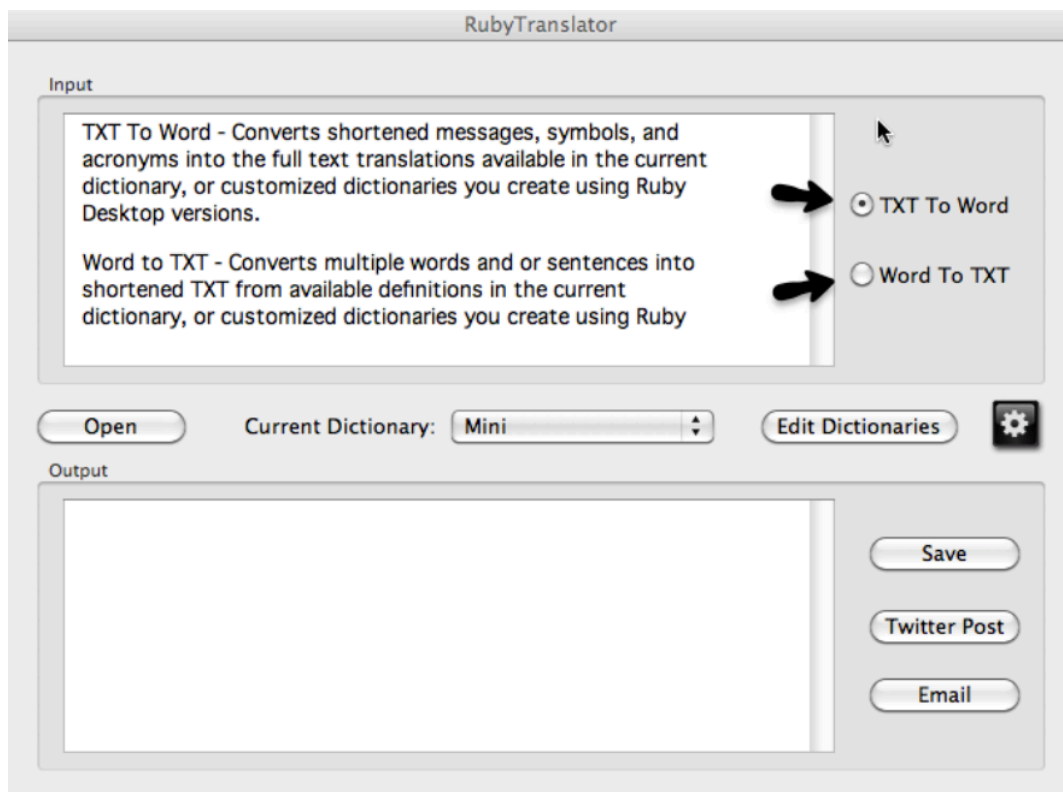 RubyTranslator
Input
TXT To Word - Converts shortened messages, symbols, and
acronyms into the full text translations available in the current
dictionary, or customized dictionaries you create using Ruby
Desktop versions.
Word to TXT - Converts multiple words and or sentences into
shortened TXT from available definitions in the current
dictionary, or customized dictionaries you create using Ruby
TXT To Word
Word To TXT
Open
Current Dictionary:
Mini
Edit Dictionaries
Output
Save
Twitter Post
Email